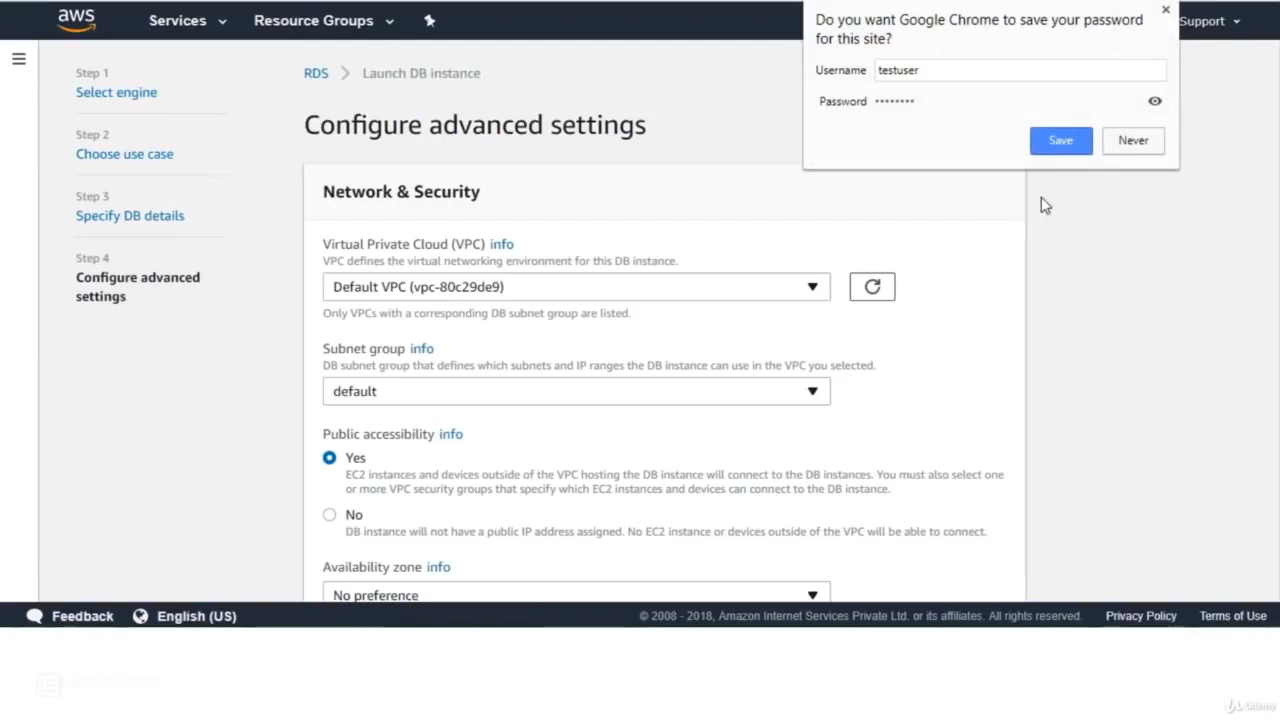 aws
Services
Resource Groups
Support
Do you want Google Chrome to save your password
for this site?
Username
testuser
Password ••••••••
Save
Never
Step 1
Select engine
Step 2
Choose use case
Step 3
Specify DB details
Step 4
Configure advanced
settings
RDS
Launch DB instance
Configure advanced settings
Network & Security
Virtual Private Cloud (VPC) info
VPC defines the virtual networking environment for this DB instance.
Default VPC (vpc-80c29de9)
Only VPCs with a corresponding DB subnet group are listed.
Subnet group info
DB subnet group that defines which subnets and IP ranges the DB instance can use in the VPC you selected.
default
Public accessibility info
Yes
EC2 instances and devices outside of the VPC hosting the DB instance will connect to the DB instances. You must also select one
or more VPC security groups that specify which EC2 instances and devices can connect to the DB instance.
No
DB instance will not have a public IP address assigned. No EC2 instance or devices outside of the VPC will be able to connect.
Availability zone info
No preference
Feedback
English (US)
© 2008 - 2018, Amazon Internet Services Private Ltd. or its affiliates. All rights reserved.
Privacy Policy
Terms of Use
Udemy